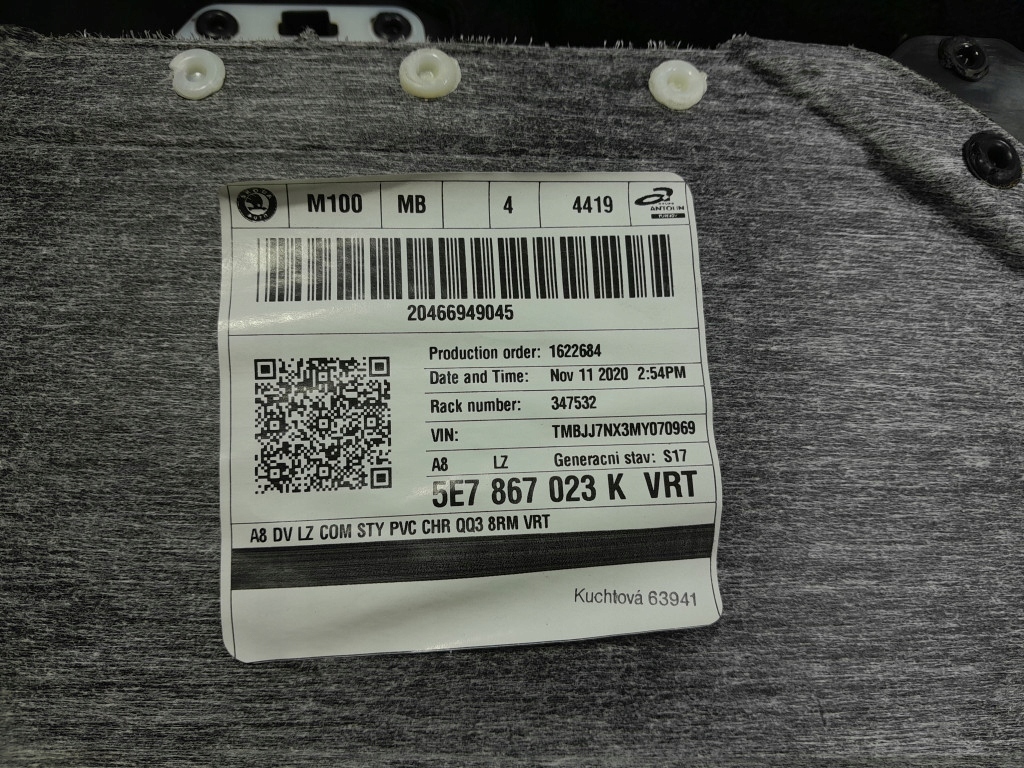 M100 MB 4 4419
ANTOLIN
20466949045
Production order: 1622684
Date and Time: Nov 11 2020 2:54PM
Rack number: 347532
VIN: TMBJJ7NX3MY070969
A8 LZ Generacni stav: S17
5E7 867 023 K VRT
A8 DV LZ COM STY PVC CHR QQ3 8RM VRT
Kuchtová 63941